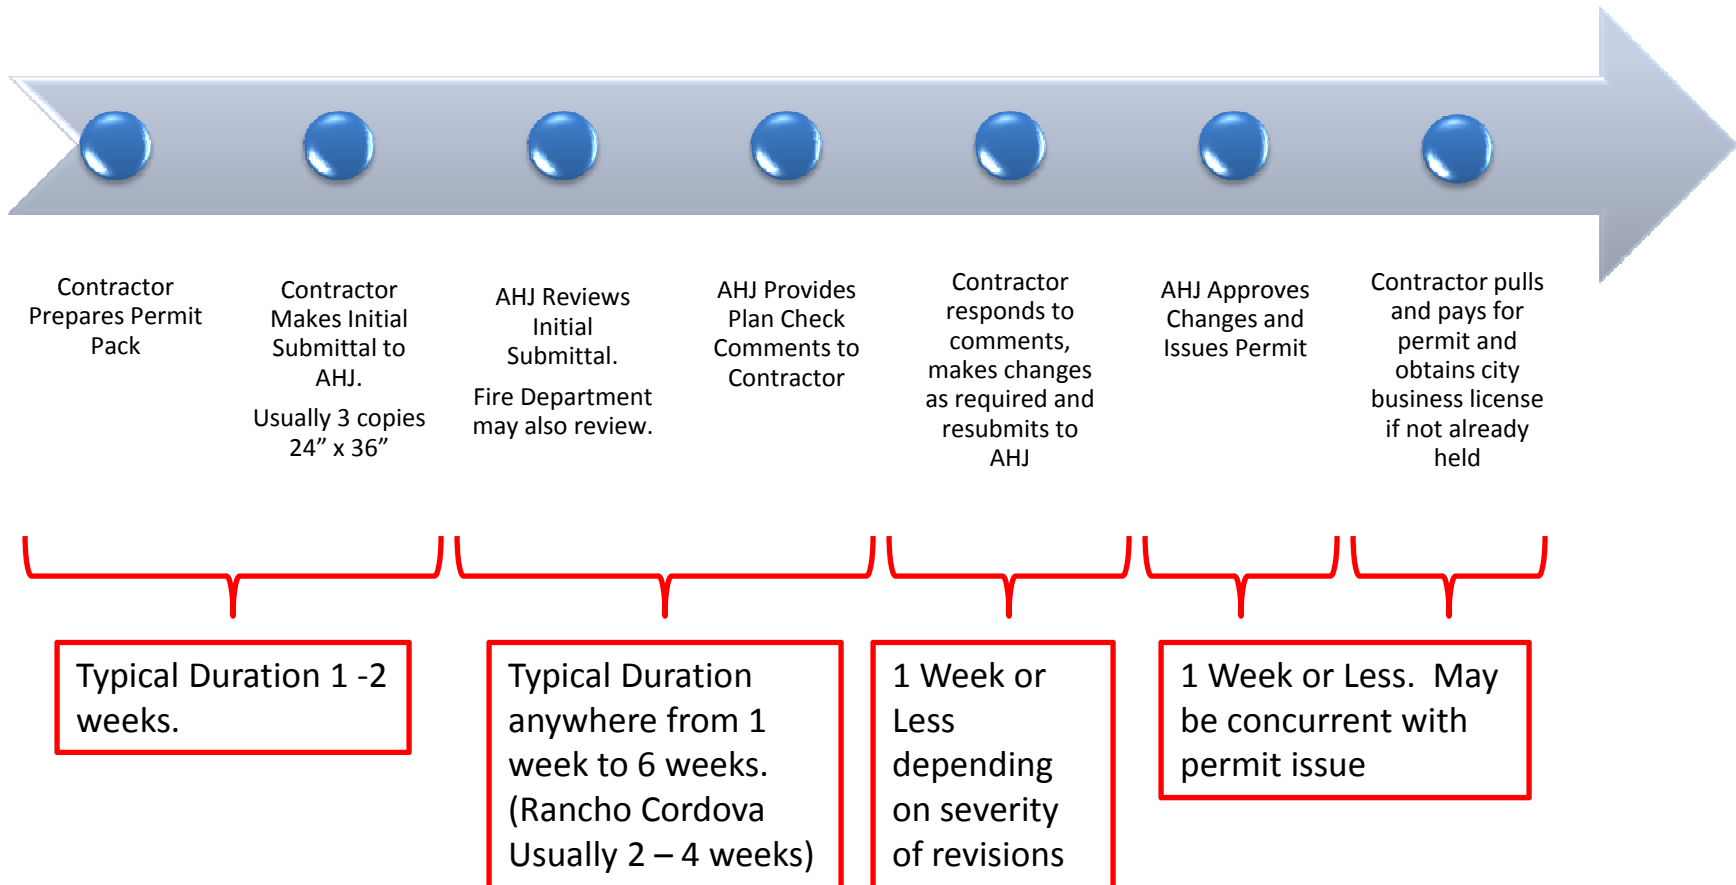 Contractor
Prepares Permit
Pack
Contractor
Makes Initial
Submittal to
AHJ.
Usually 3 copies
24” x 36”
AHJ Reviews
Initial
Submittal.
Fire Department
may also review.
AHJ Provides
Plan Check
Comments to
Contractor
Contractor
responds to
comments,
makes changes
as required and
resubmits to
AHJ
AHJ Approves
Changes and
Issues Permit
Contractor pulls
and pays for
permit and
obtains city
business license
if not already
held
Typical Duration 1 -2
weeks.
Typical Duration
anywhere from 1
week to 6 weeks.
(Rancho Cordova
Usually 2 – 4 weeks)
1 Week or
Less
depending
on severity
of revisions
1 Week or Less.  May
be concurrent with
permit issue